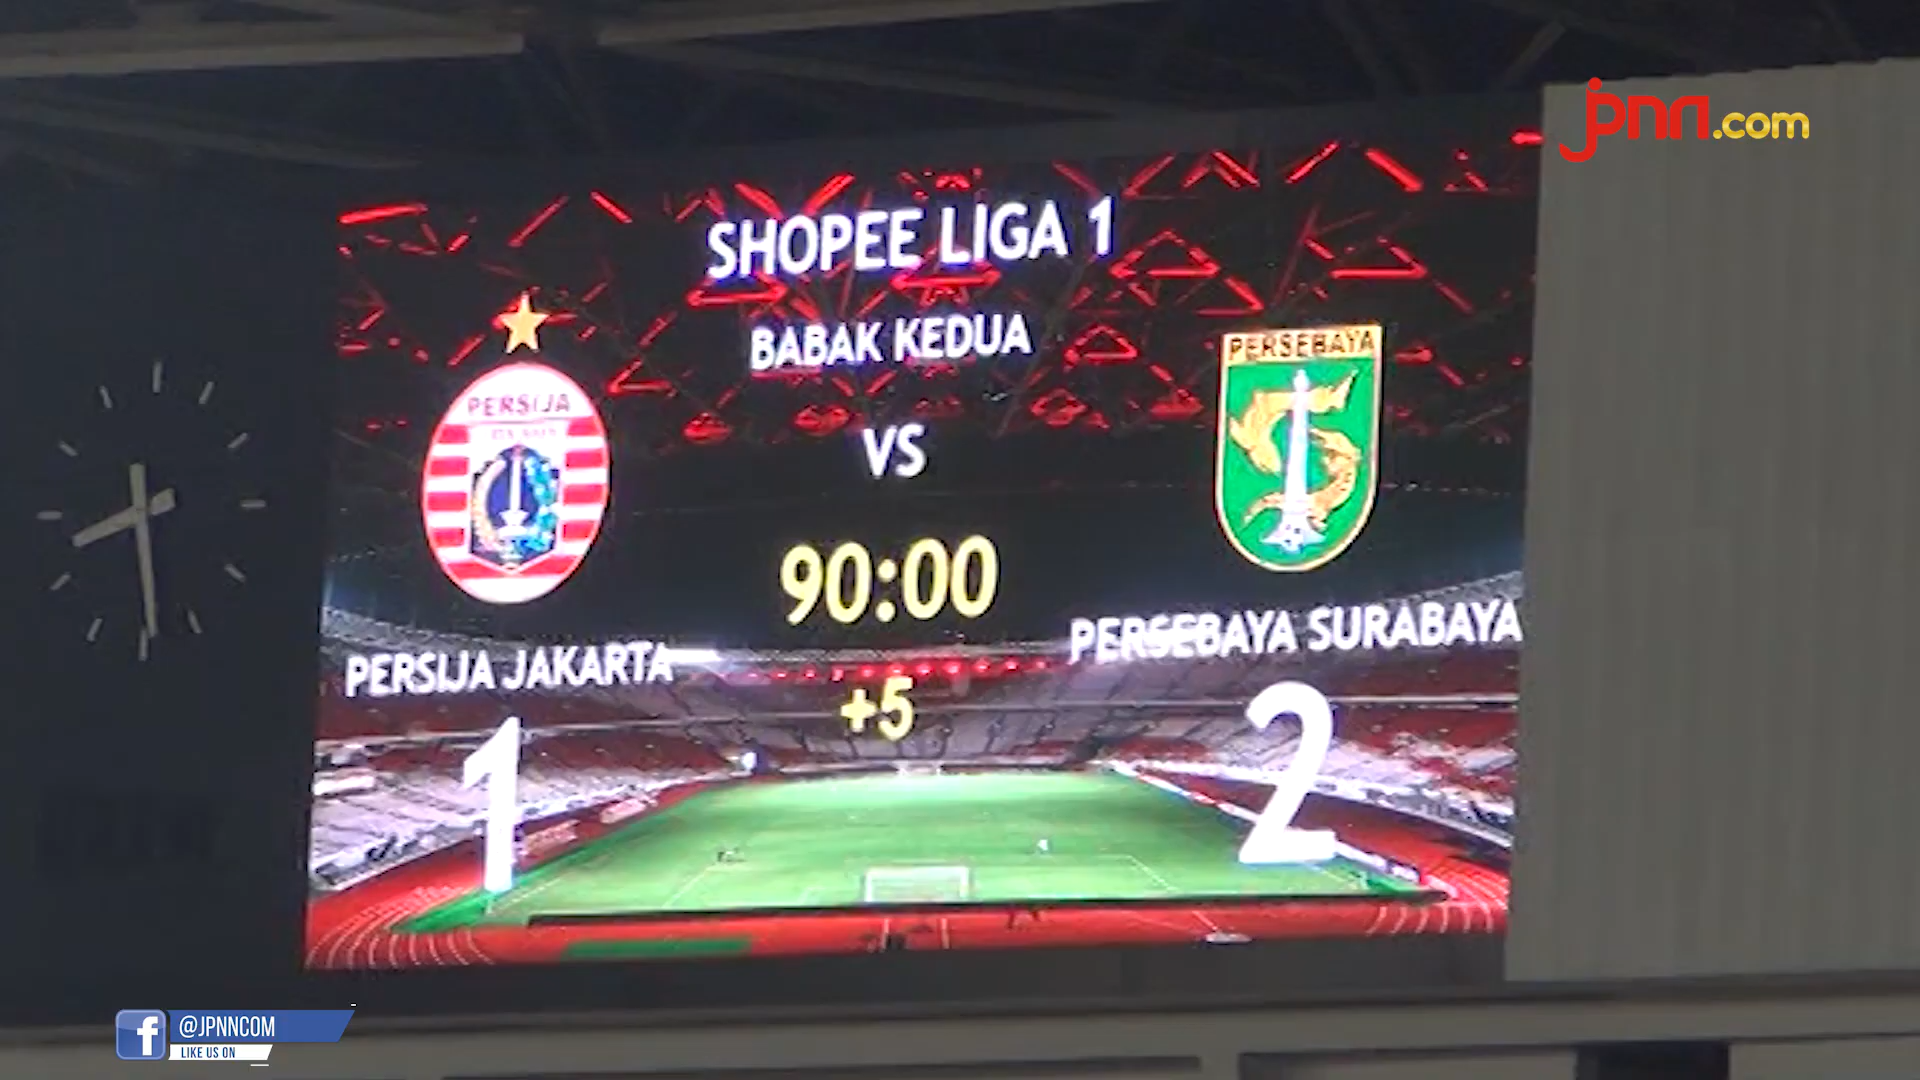 jpnn.com
SHOPEE LIGA 1
BABAK KEDUA
PERSIJA
PERSEBAYA
VS
90:00
PERSIJA JAKARTA
PERSEBAYA SURABAYA
+5
1
2
@JPNNCOM
LIKE US ON